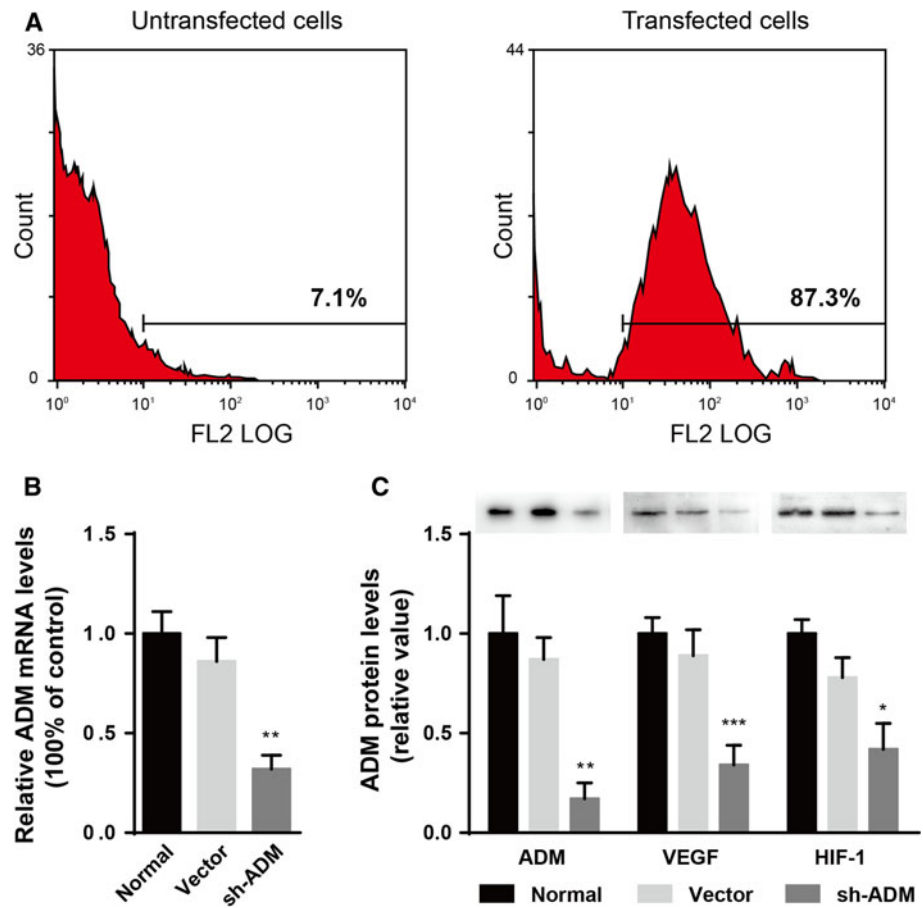 A
Untransfected cells
Transfected cells
36
Count
0
7.1%
10⁰ 10¹ 10² 10³ 10⁴
FL2 LOG
44
Count
0
87.3%
10⁰ 10¹ 10² 10³ 10⁴
FL2 LOG
B
Relative ADM mRNA levels
(100% of control)
1.5
1.0
0.5
0.0
**
Normal
Vector
sh-ADM
C
ADM protein levels
(relative value)
1.5
1.0
0.5
0.0
**
***
*
ADM
VEGF
HIF-1
Normal
Vector
sh-ADM